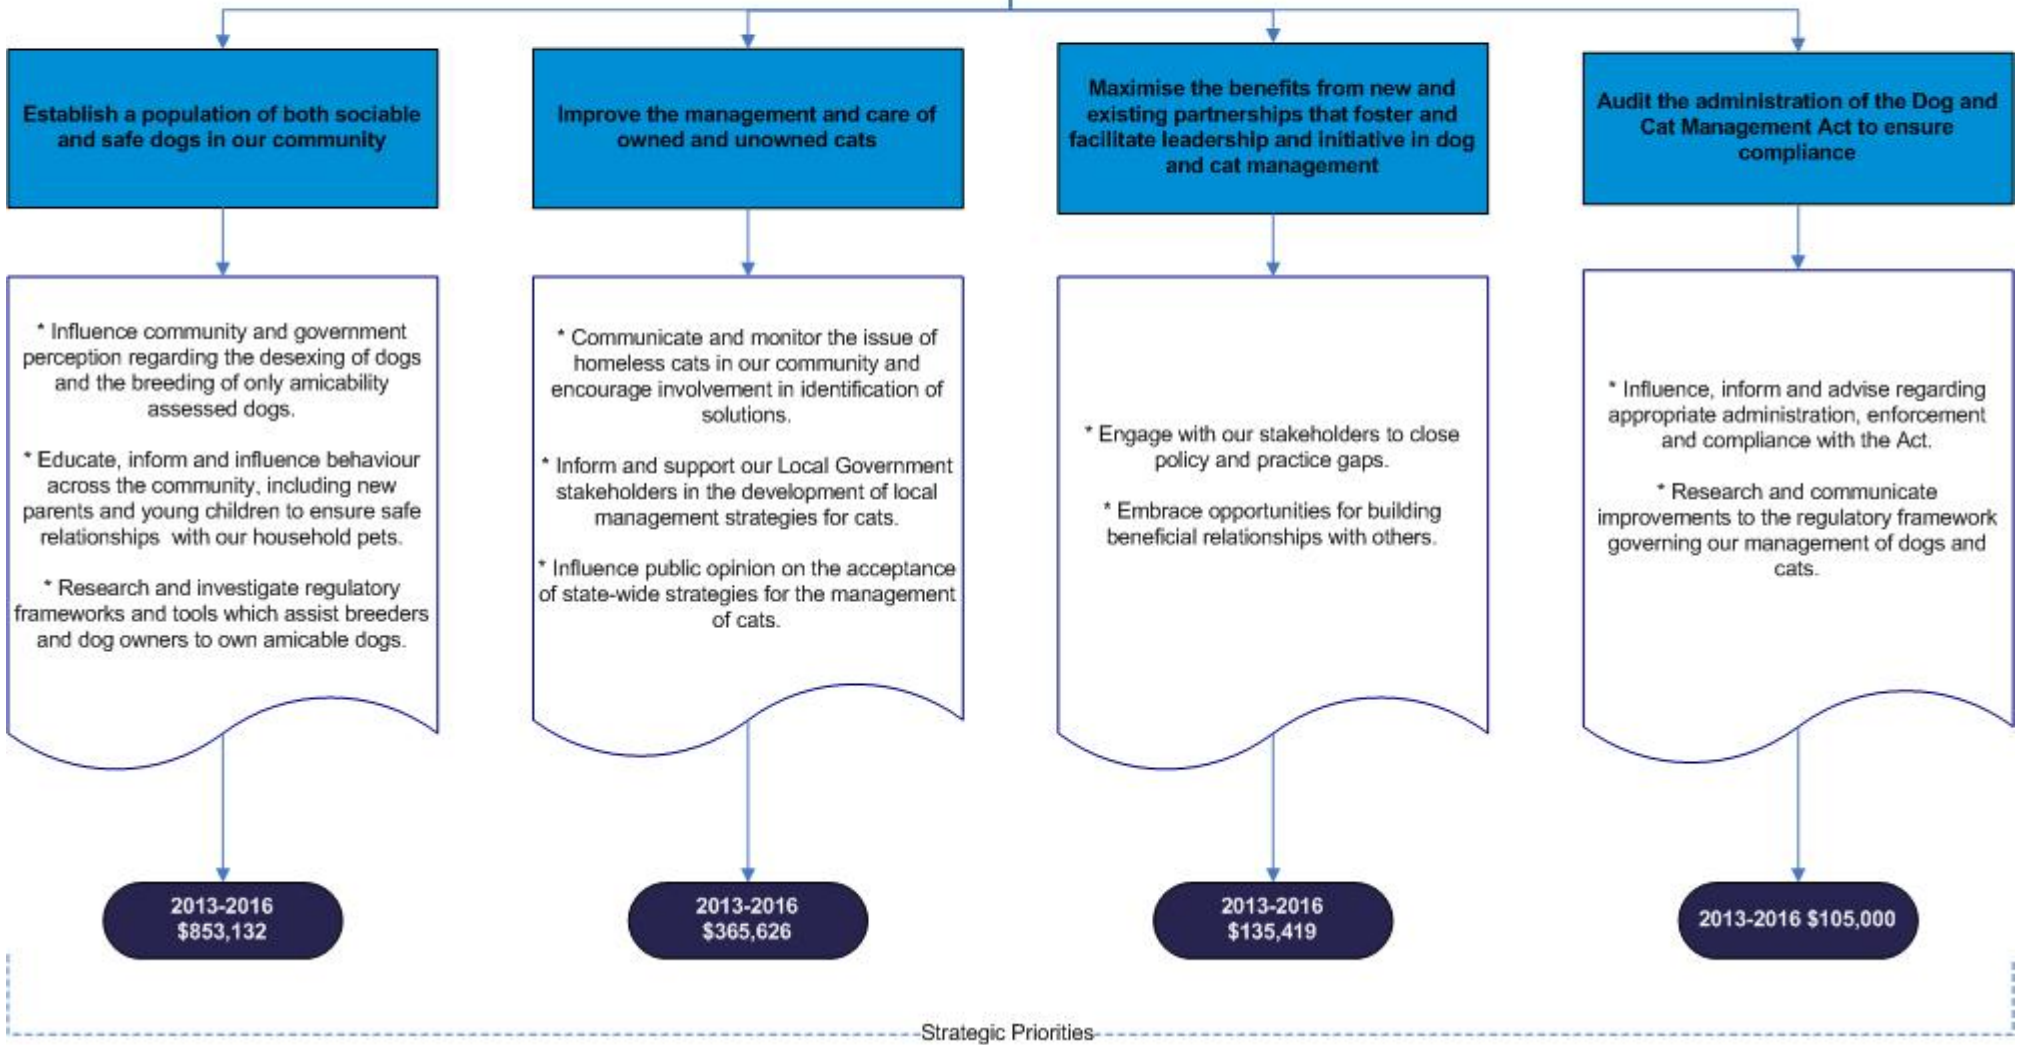 Establish a population of both sociable
and safe dogs in our community
Improve the management and care of
owned and unowned cats
Maximise the benefits from new and
existing partnerships that foster and
facilitate leadership and initiative in dog
and cat management
Audit the administration of the Dog and
Cat Management Act to ensure
compliance
* Influence community and government
perception regarding the desexing of dogs
and the breeding of only amicability
assessed dogs.
* Educate, inform and influence behaviour
across the community, including new
parents and young children to ensure safe
relationships with our household pets.
* Research and investigate regulatory
frameworks and tools which assist breeders
and dog owners to own amicable dogs.
* Communicate and monitor the issue of
homeless cats in our community and
encourage involvement in identification of
solutions.
* Inform and support our Local Government
stakeholders in the development of local
management strategies for cats.
* Influence public opinion on the acceptance
of state-wide strategies for the management
of cats.
* Engage with our stakeholders to close
policy and practice gaps.
* Embrace opportunities for building
beneficial relationships with others.
* Influence, inform and advise regarding
appropriate administration, enforcement
and compliance with the Act.
* Research and communicate
improvements to the regulatory framework
governing our management of dogs and
cats.
2013-2016
$853,132
2013-2016
$365,626
2013-2016
$135,419
2013-2016 $105,000
Strategic Priorities